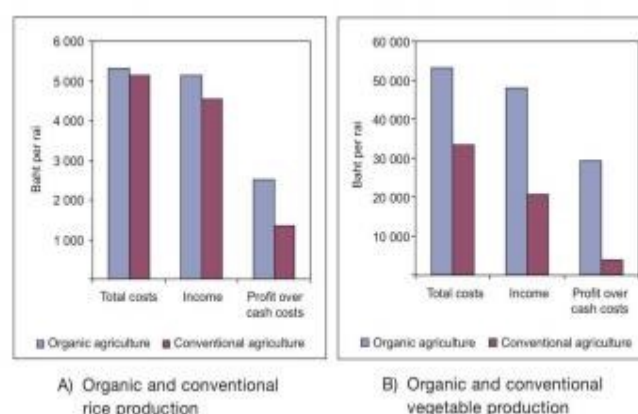 6 000
5 000
4 000
3 000
2 000
1 000
Baht per rai
Total costs
Income
Profit over
cash costs
Organic agriculture
Conventional agriculture
A) Organic and conventional
rice production
60 000
50 000
40 000
30 000
20 000
10 000
Baht per rai
Total costs
Income
Profit over
cash costs
Organic agriculture
Conventional agriculture
B) Organic and conventional
vegetable production